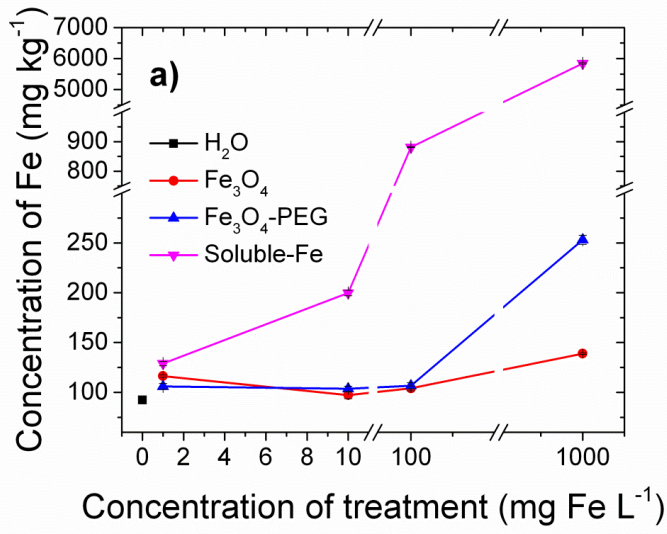 a)
Concentration of Fe (mg kg⁻¹)
7000
6000
5000
900
800
250
200
150
100
H₂O
Fe₃O₄
Fe₃O₄-PEG
Soluble-Fe
0 2 4 6 8 10 100 1000
Concentration of treatment (mg Fe L⁻¹)